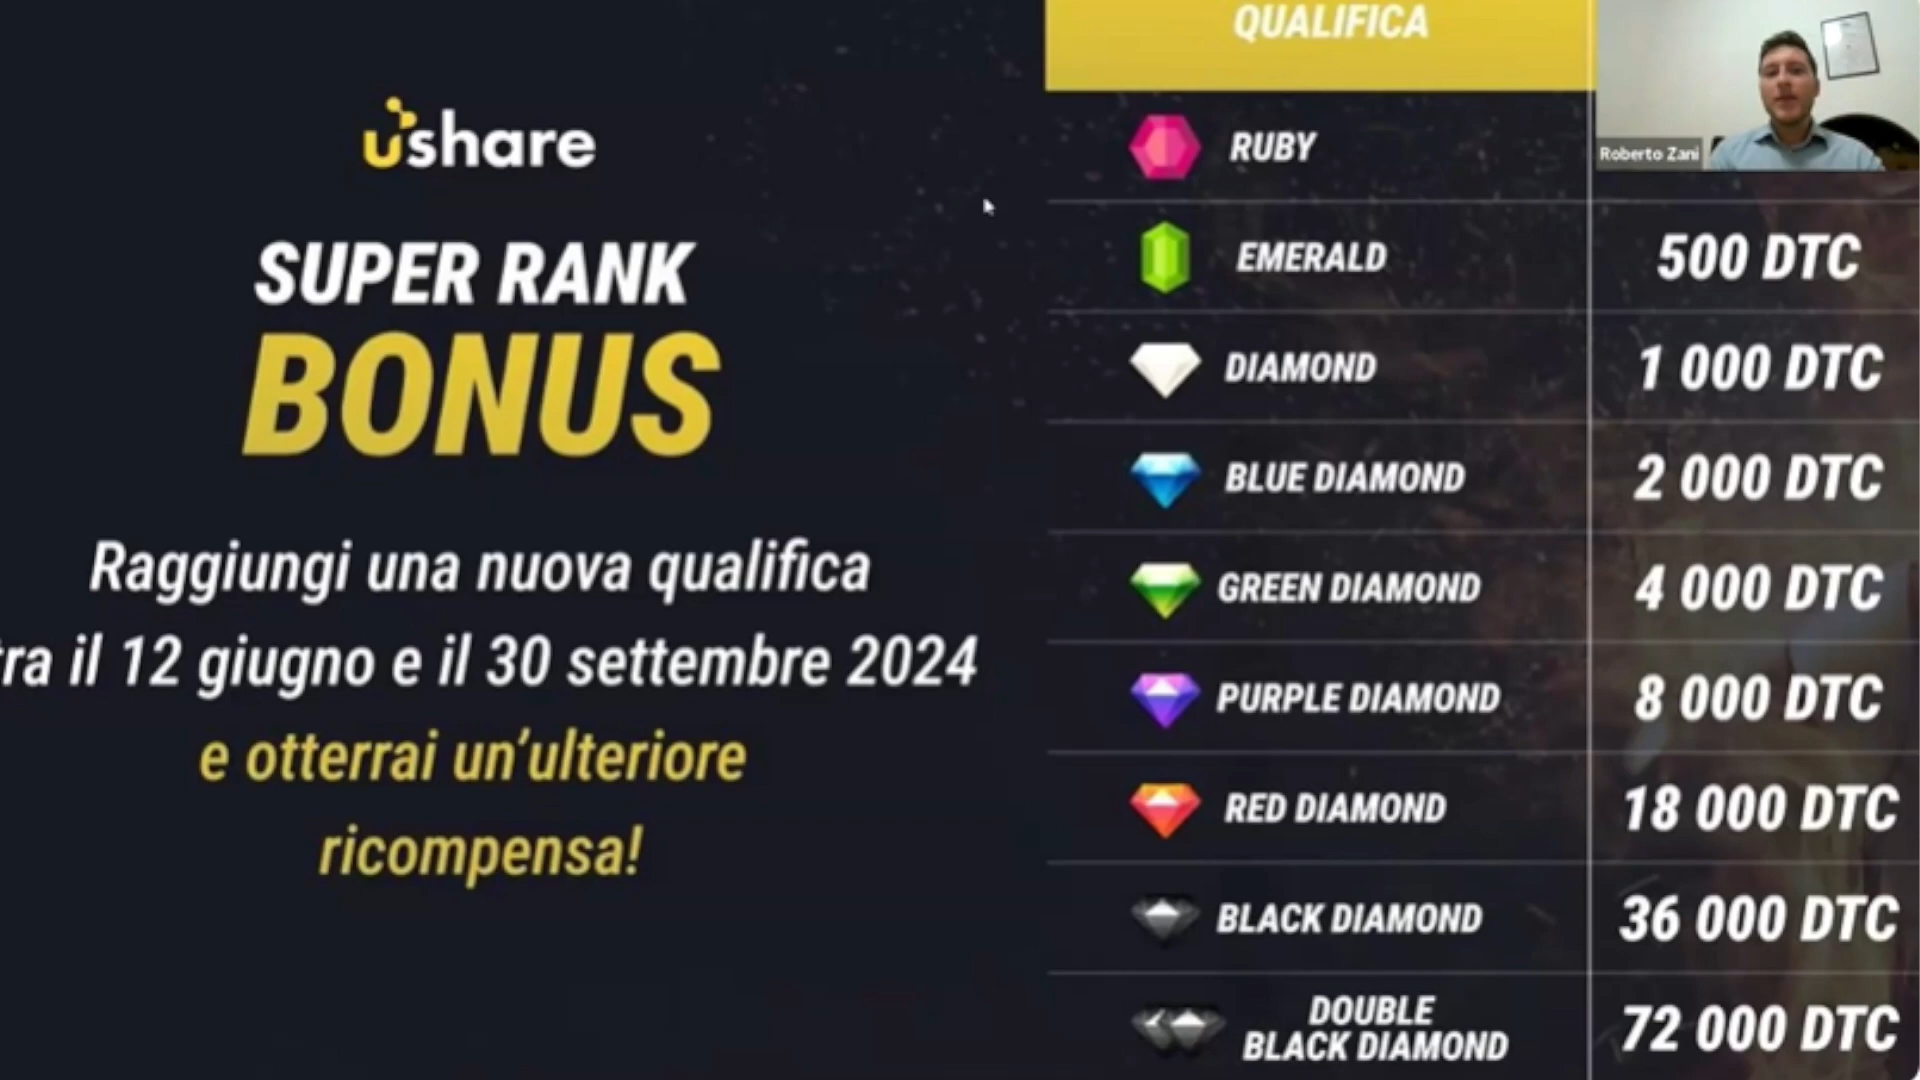 ushare
SUPER RANK
BONUS
Raggiungi una nuova qualifica
tra il 12 giugno e il 30 settembre 2024
e otterrai un'ulteriore
ricompensa!
QUALIFICA
RUBY
EMERALD 500 DTC
DIAMOND 1 000 DTC
BLUE DIAMOND 2 000 DTC
GREEN DIAMOND 4 000 DTC
PURPLE DIAMOND 8 000 DTC
RED DIAMOND 18 000 DTC
BLACK DIAMOND 36 000 DTC
DOUBLE
BLACK DIAMOND 72 000 DTC
Roberto Zani